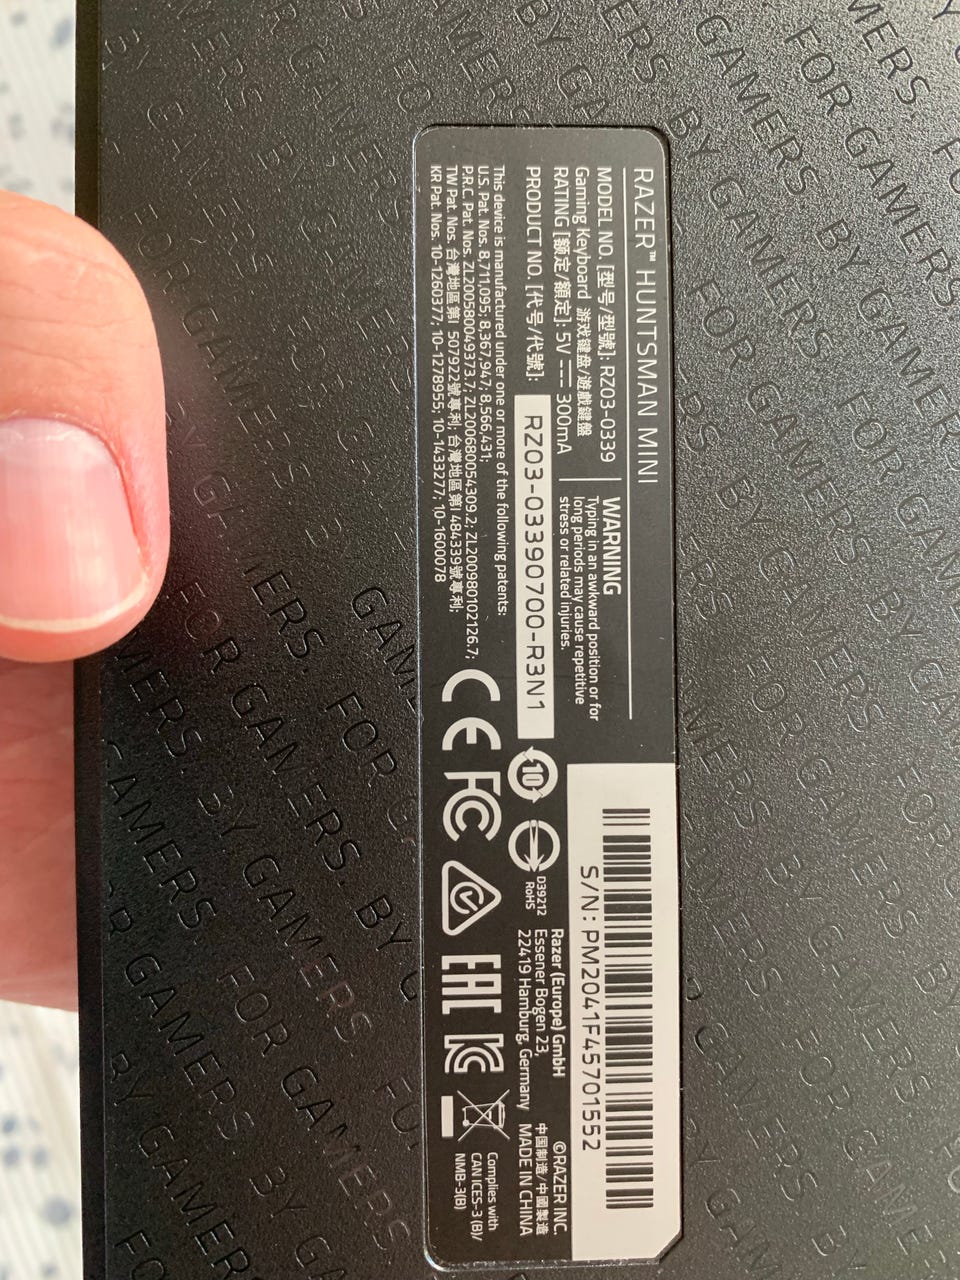 RAZER™ HUNTSMAN MINI
MODEL NO. [型号/型號]: RZ03-0339
Gaming Keyboard 游戏键盘/遊戲鍵盤
RATING [额定/額定]: 5V ⎓ 300mA
WARNING
Typing in an awkward position or for
long periods may cause repetitive
stress or related injuries.
PRODUCT NO. [代号/代號]: RZ03-03390700-R3N1
This device is manufactured under one or more of the following patents:
U.S. Pat. Nos. 8,711,095; 8,367,947; 8,566,431;
P.R.C. Pat. Nos. ZL200580049373.7; ZL200680054309.2; ZL200980102126.7;
TW Pat. Nos. 台灣地區第I 507922號專利; 台灣地區第I 484339號專利;
KR Pat. Nos. 10-1260377; 10-1278955; 10-1433277; 10-1600078
S/N: PM2041F45701552
10
D39212
RoHS
Razer (Europe) GmbH
Essener Bogen 23,
22419 Hamburg, Germany
©RAZER INC.
中国制造/中國製造
MADE IN CHINA
CE FC EAC KC
Complies with
CAN ICES-3 (B)/
NMB-3(B)
FOR GAMERS. BY GAMERS.